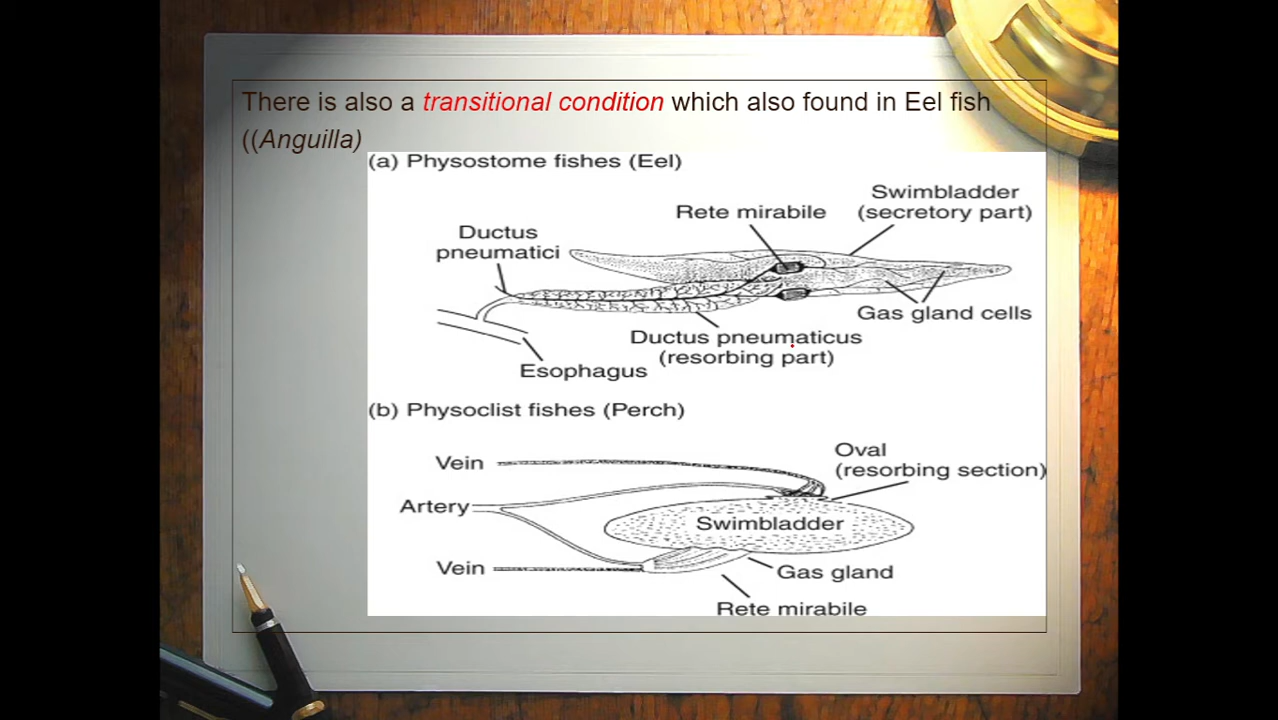 There is also a transitional condition which also found in Eel fish
((Anguilla)
(a) Physostome fishes (Eel)
Swimbladder
(secretory part)
Rete mirabile
Ductus
pneumatici
Gas gland cells
Ductus pneumaticus
(resorbing part)
Esophagus
(b) Physoclist fishes (Perch)
Oval
(resorbing section)
Vein
Artery
Swimbladder
Vein
Gas gland
Rete mirabile